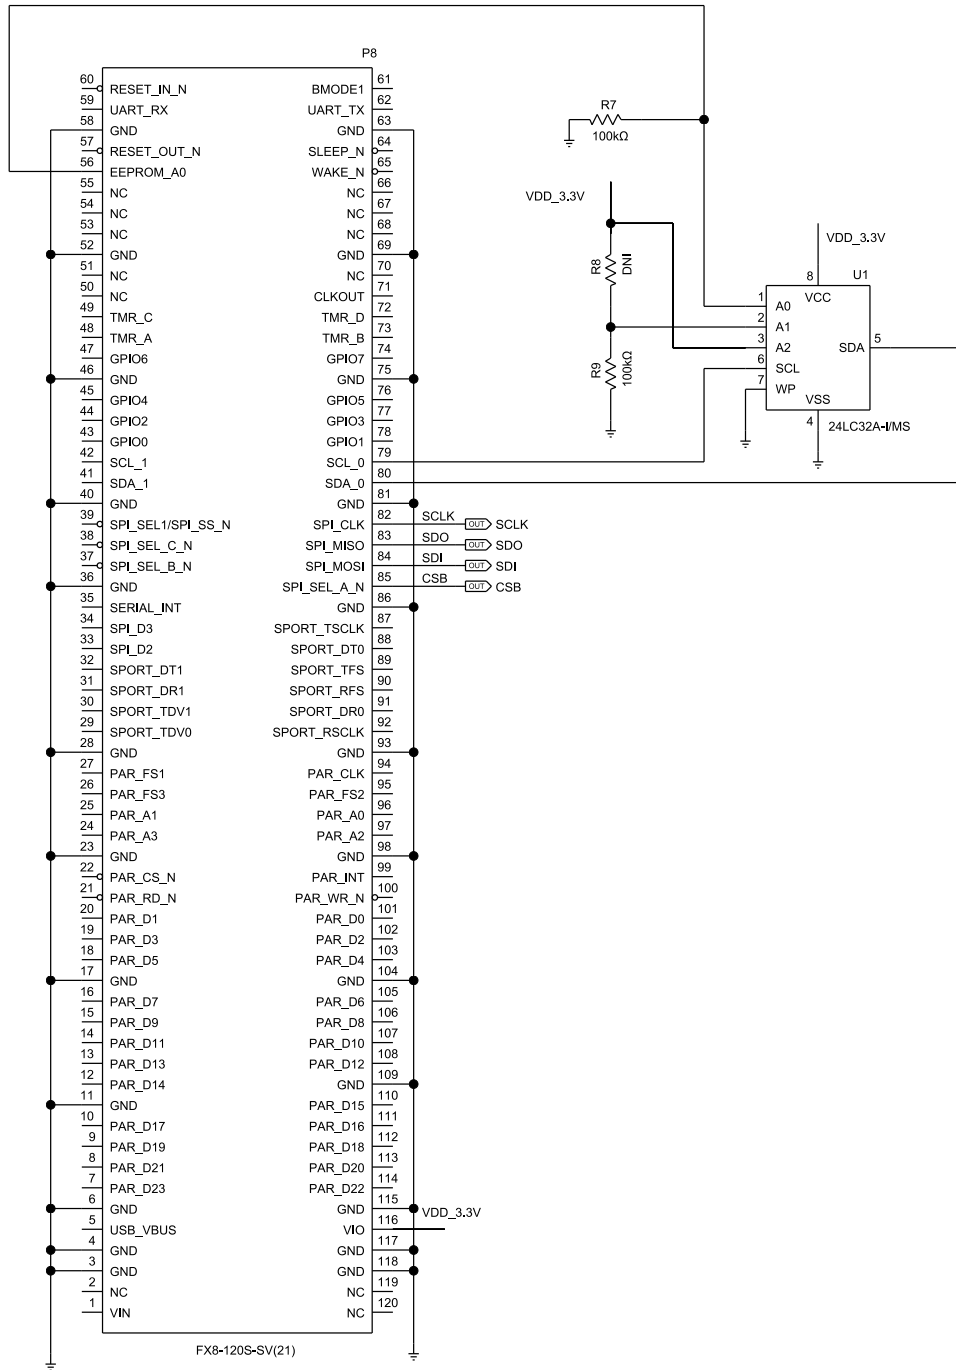 P8
60 RESET_IN_N BMODE1 61
59 UART_RX UART_TX 62
58 GND GND 63
57 RESET_OUT_N SLEEP_N 64
56 EEPROM_A0 WAKE_N 65
55 NC NC 66
54 NC NC 67
53 NC NC 68
52 GND GND 69
51 NC NC 70
50 NC CLKOUT 71
49 TMR_C TMR_D 72
48 TMR_A TMR_B 73
47 GPIO6 GPIO7 74
46 GND GND 75
45 GPIO4 GPIO5 76
44 GPIO2 GPIO3 77
43 GPIO0 GPIO1 78
42 SCL_1 SCL_0 79
41 SDA_1 SDA_0 80
40 GND GND 81
39 SPI_SEL1/SPI_SS_N SPI_CLK 82 SCLK OUT SCLK
38 SPI_SEL_C_N SPI_MISO 83 SDO OUT SDO
37 SPI_SEL_B_N SPI_MOSI 84 SDI OUT SDI
36 GND SPI_SEL_A_N 85 CSB OUT CSB
35 SERIAL_INT GND 86
34 SPI_D3 SPORT_TSCLK 87
33 SPI_D2 SPORT_DT0 88
32 SPORT_DT1 SPORT_TFS 89
31 SPORT_DR1 SPORT_RFS 90
30 SPORT_TDV1 SPORT_DR0 91
29 SPORT_TDV0 SPORT_RSCLK 92
28 GND GND 93
27 PAR_FS1 PAR_CLK 94
26 PAR_FS3 PAR_FS2 95
25 PAR_A1 PAR_A0 96
24 PAR_A3 PAR_A2 97
23 GND GND 98
22 PAR_CS_N PAR_INT 99
21 PAR_RD_N PAR_WR_N 100
20 PAR_D1 PAR_D0 101
19 PAR_D3 PAR_D2 102
18 PAR_D5 PAR_D4 103
17 GND GND 104
16 PAR_D7 PAR_D6 105
15 PAR_D9 PAR_D8 106
14 PAR_D11 PAR_D10 107
13 PAR_D13 PAR_D12 108
12 PAR_D14 GND 109
11 GND PAR_D15 110
10 PAR_D17 PAR_D16 111
9 PAR_D19 PAR_D18 112
8 PAR_D21 PAR_D20 113
7 PAR_D23 PAR_D22 114
6 GND GND 115
5 USB_VBUS VIO 116 VDD_3.3V
4 GND GND 117
3 GND GND 118
2 NC NC 119
1 VIN NC 120
FX8-120S-SV(21)
R7
100kΩ
VDD_3.3V
R8
DNI
R9
100kΩ
VDD_3.3V
8 U1
VCC
1 A0
2 A1
3 A2 SDA 5
6 SCL
7 WP
VSS
4 24LC32A-I/MS